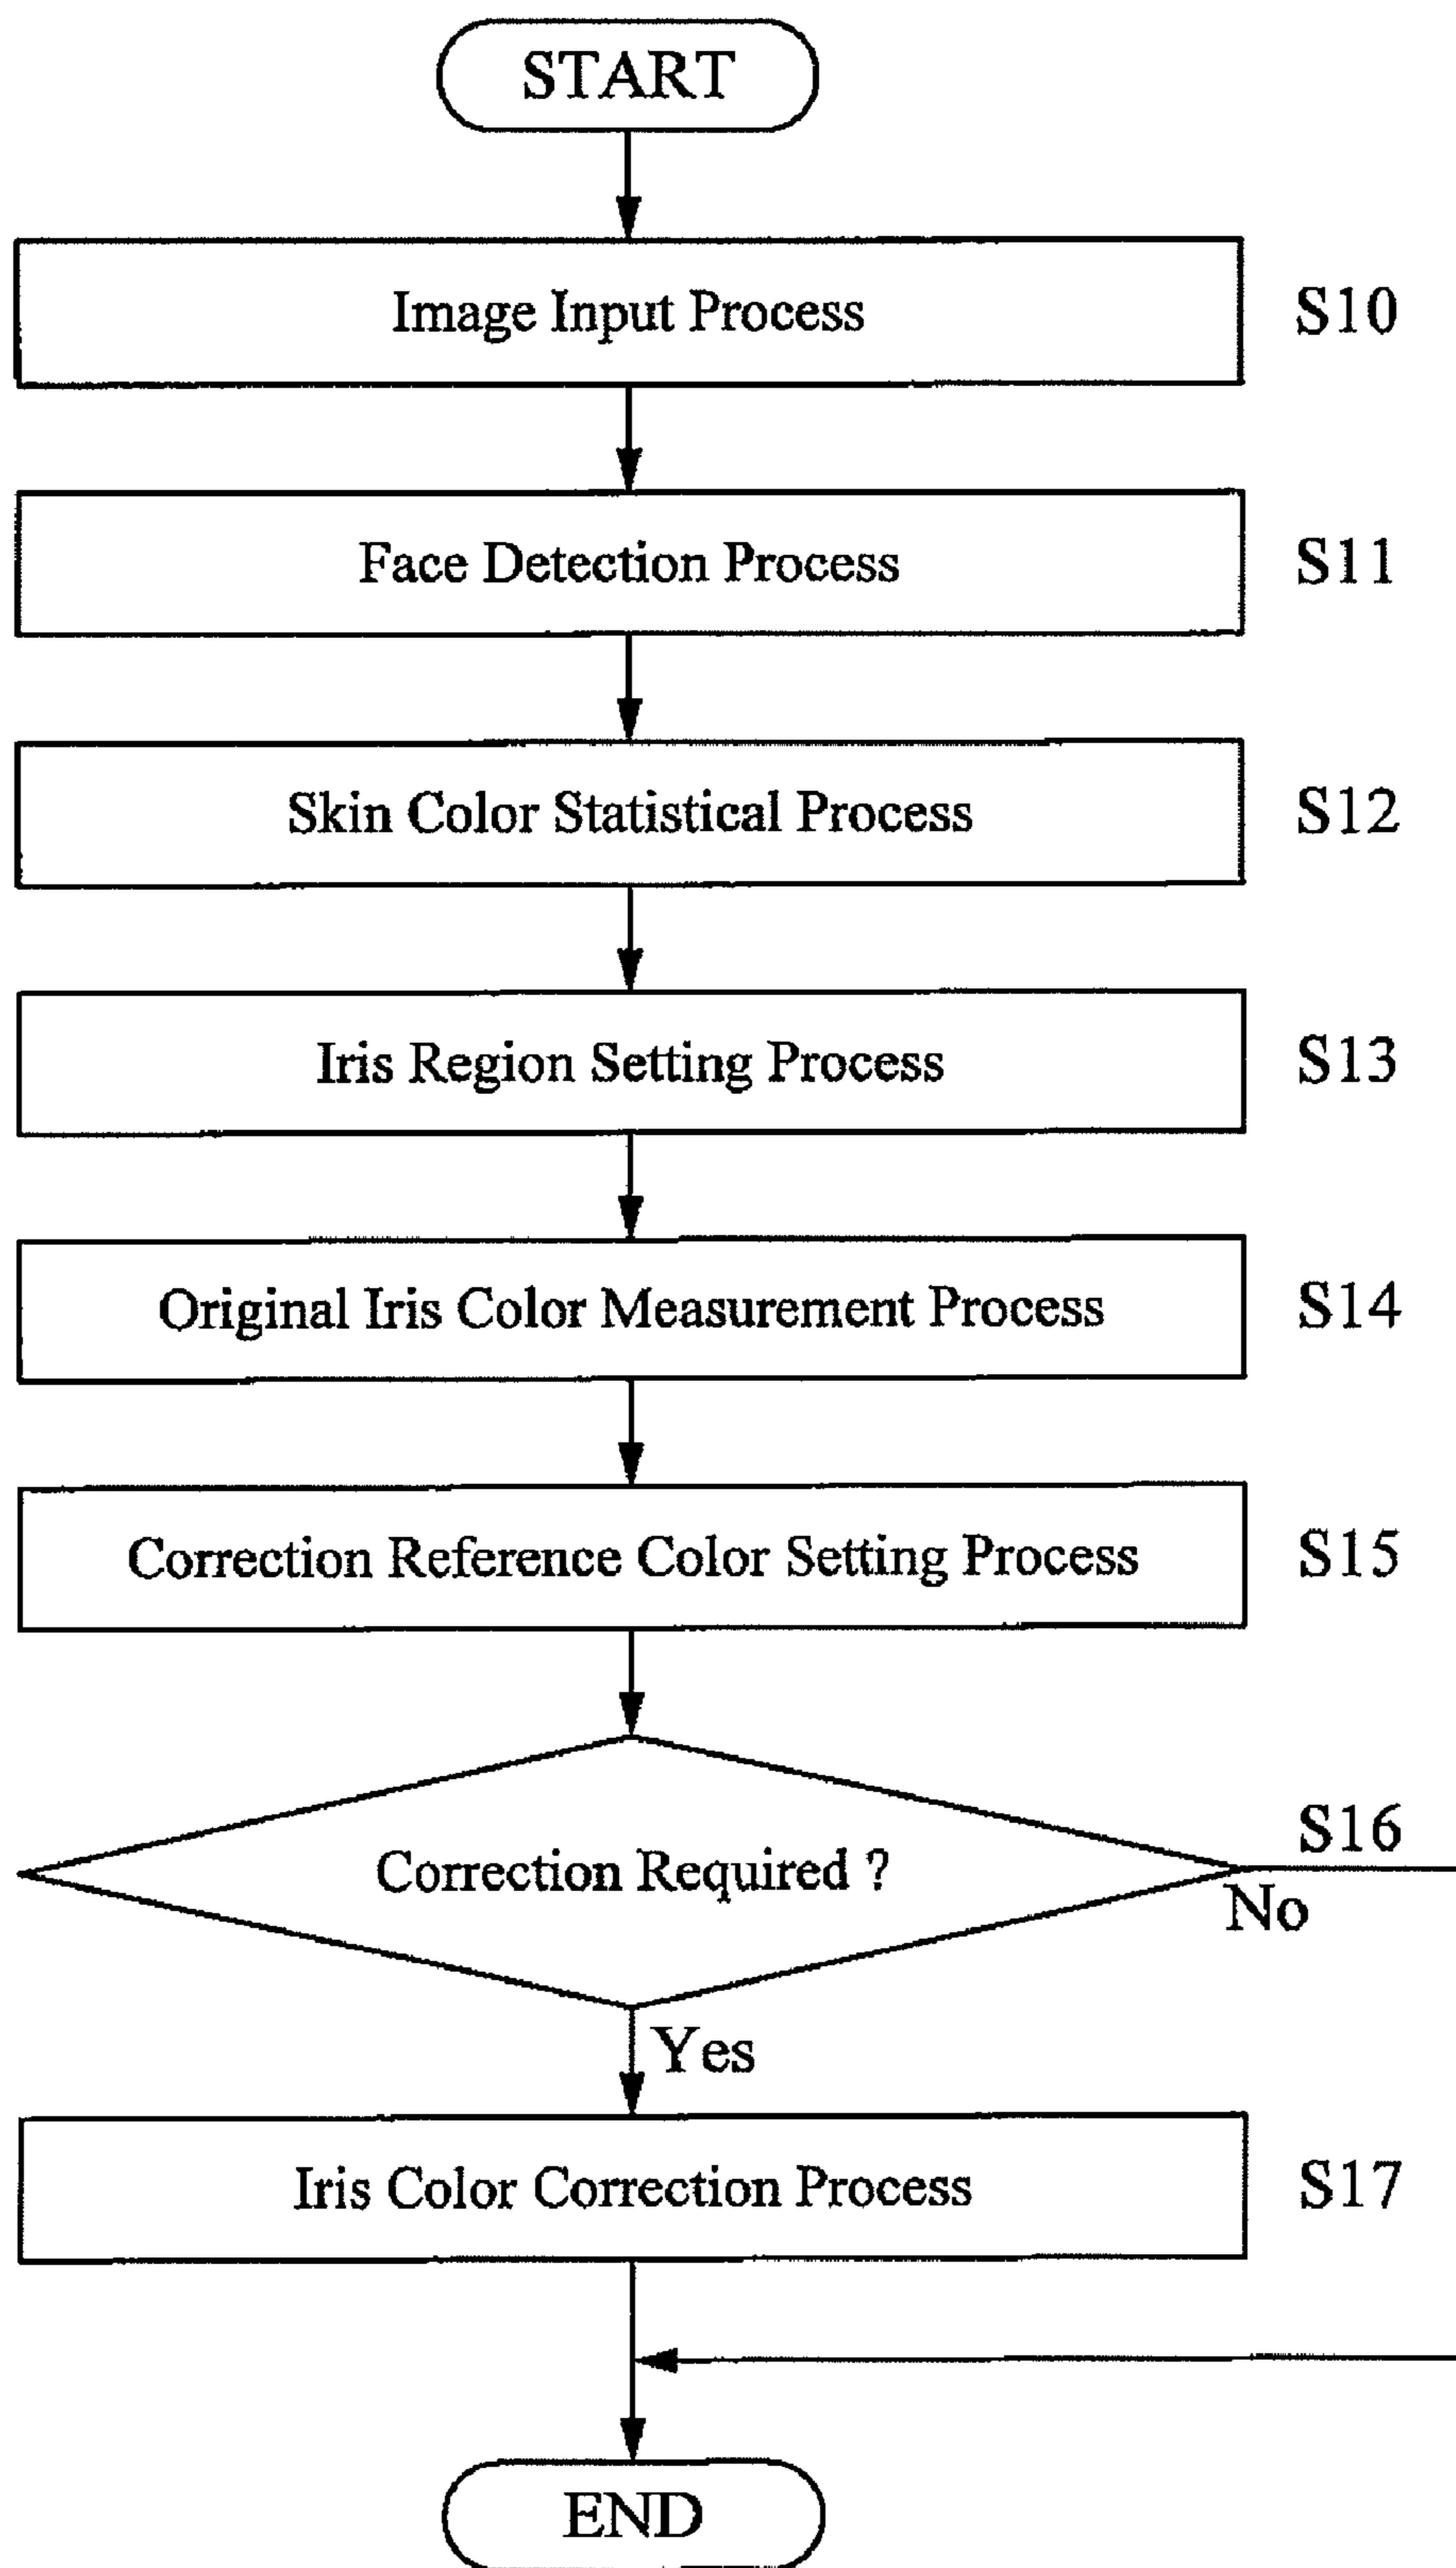 START
Image Input Process S10
Face Detection Process S11
Skin Color Statistical Process S12
Iris Region Setting Process S13
Original Iris Color Measurement Process S14
Correction Reference Color Setting Process S15
S16
Correction Required ?
No
Yes
Iris Color Correction Process S17
END